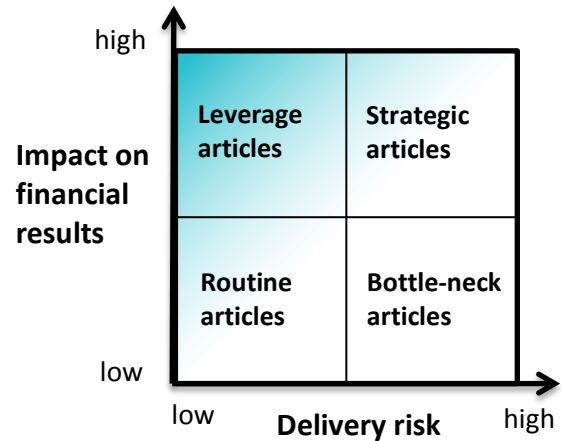 high
Leverage
articles
Strategic
articles
Impact on
financial
results
Routine
articles
Bottle-neck
articles
low
low
Delivery risk
high